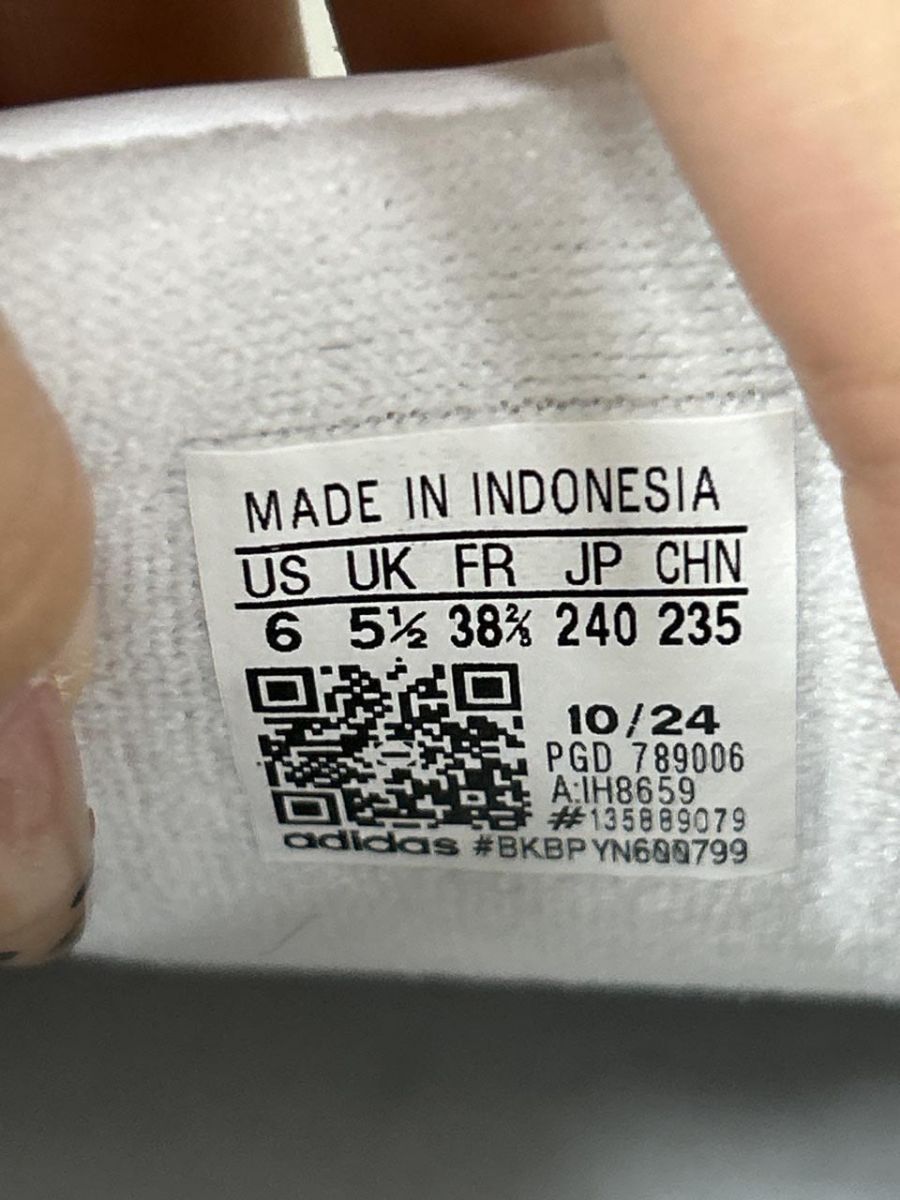 MADE IN INDONESIA
US UK FR JP CHN
6 5½ 38⅔ 240 235
10/24
PGD 789006
A:IH8659
#135889079
adidas #BKBPYN600799